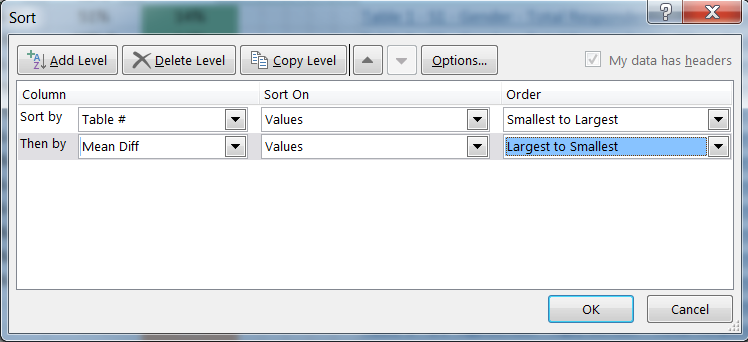 Sort
Add Level Delete Level Copy Level Options... My data has headers
Column Sort On Order
Sort by Table # Values Smallest to Largest
Then by Mean Diff Values Largest to Smallest
OK Cancel